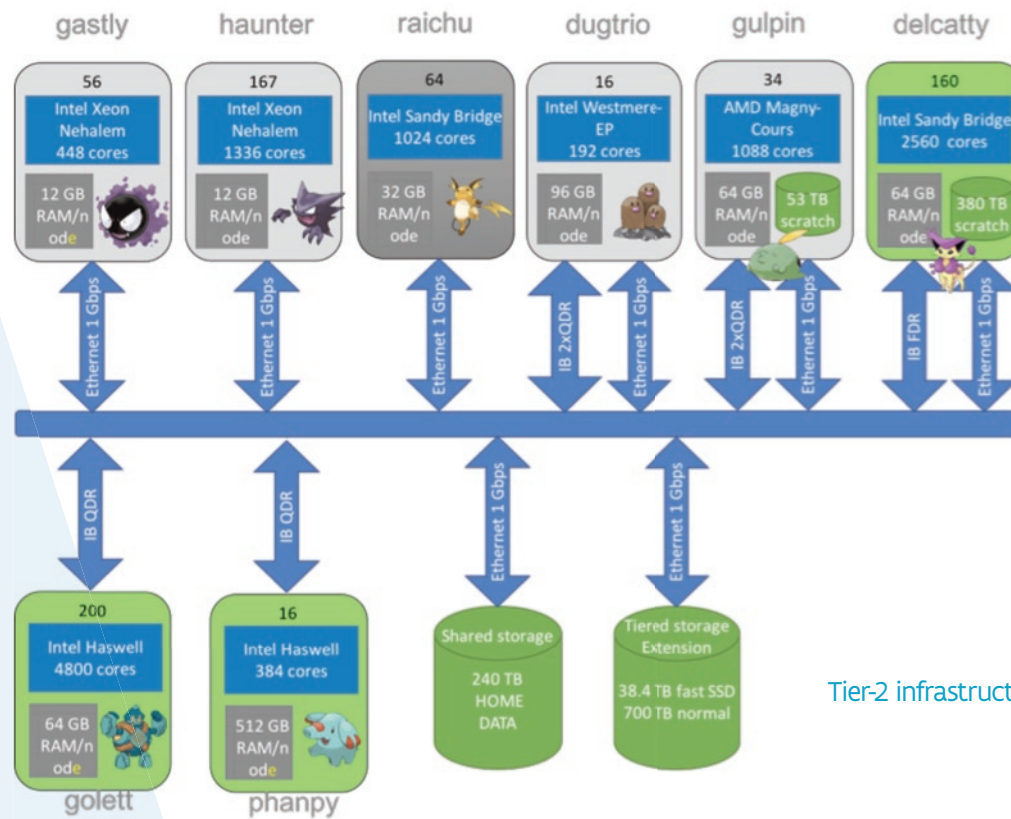 gastly
haunter
raichu
dugtrio
gulpin
delcatty
56
Intel Xeon
Nehalem
448 cores
12 GB
RAM/n
ode
167
Intel Xeon
Nehalem
1336 cores
12 GB
RAM/n
ode
64
Intel Sandy Bridge
1024 cores
32 GB
RAM/n
ode
16
Intel Westmere-
EP
192 cores
96 GB
RAM/n
ode
34
AMD Magny-
Cours
1088 cores
64 GB
RAM/n
ode
53 TB
scratch
160
Intel Sandy Bridge
2560 cores
64 GB
RAM/n
ode
380 TB
scratch
Ethernet 1 Gbps
Ethernet 1 Gbps
Ethernet 1 Gbps
IB 2xQDR
Ethernet 1 Gbps
IB 2xQDR
Ethernet 1 Gbps
IB FDR
Ethernet 1 Gbps
IB QDR
IB QDR
Ethernet 1 Gbps
Ethernet 1 Gbps
200
Intel Haswell
4800 cores
64 GB
RAM/n
ode
golett
16
Intel Haswell
384 cores
512 GB
RAM/n
ode
phanpy
Shared storage
240 TB
HOME
DATA
Tiered storage
Extension
38.4 TB fast SSD
700 TB normal
Tier-2 infrastruct